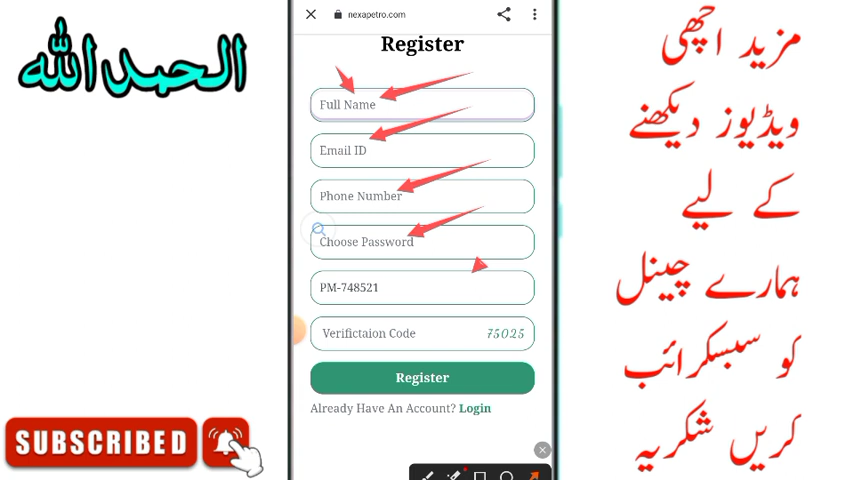 الحمدللہ
nexapetro.com
Register
Full Name
Email ID
Phone Number
Choose Password
PM-748521
Verifictaion Code 75025
Register
Already Have An Account? Login
SUBSCRIBED
مزید اچھی
ویڈیوز دیکھنے
کے لیے
ہمارے چینل
کو سبسکرائب
کریں شکریہ